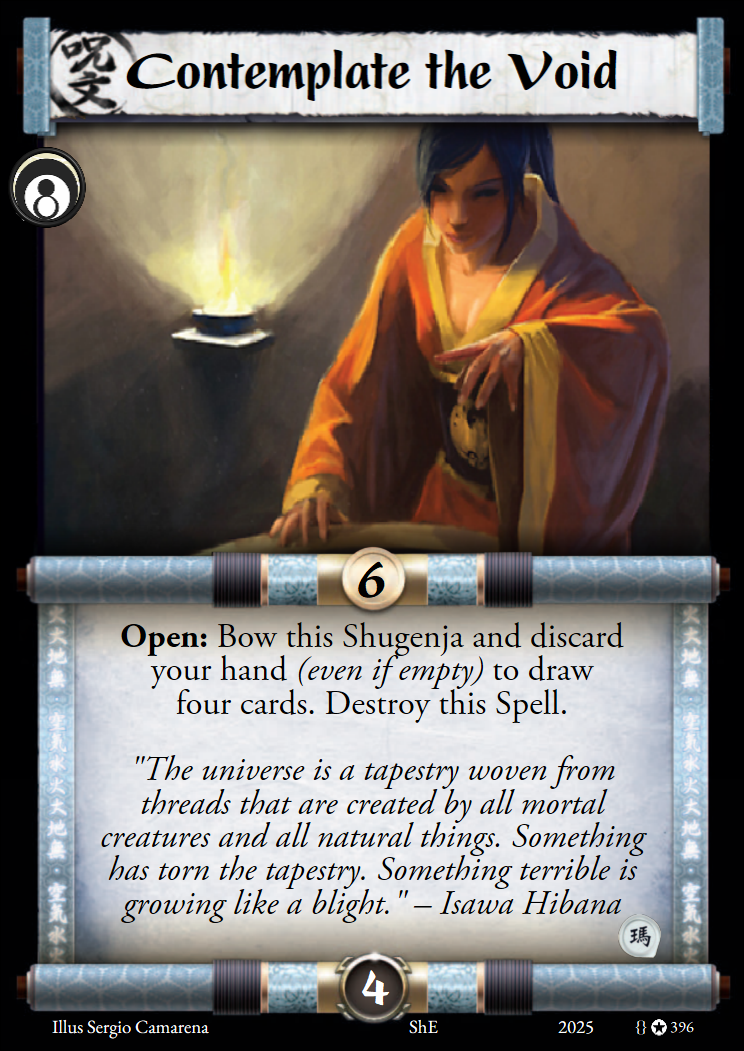 呪文
Contemplate the Void
6
Open: Bow this Shugenja and discard
your hand (even if empty) to draw
four cards. Destroy this Spell.
"The universe is a tapestry woven from
threads that are created by all mortal
creatures and all natural things. Something
has torn the tapestry. Something terrible is
growing like a blight." – Isawa Hibana
瑪
4
Illus Sergio Camarena ShE 2025 {} 396